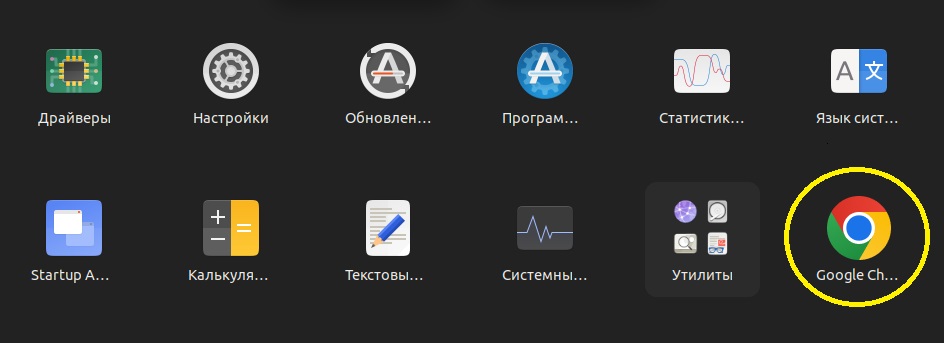 Драйверы
Настройки
Обновлен...
Програм...
Статистик...
Язык сист...
Startup A...
Калькуля...
Текстовы...
Системны...
Утилиты
Google Ch...